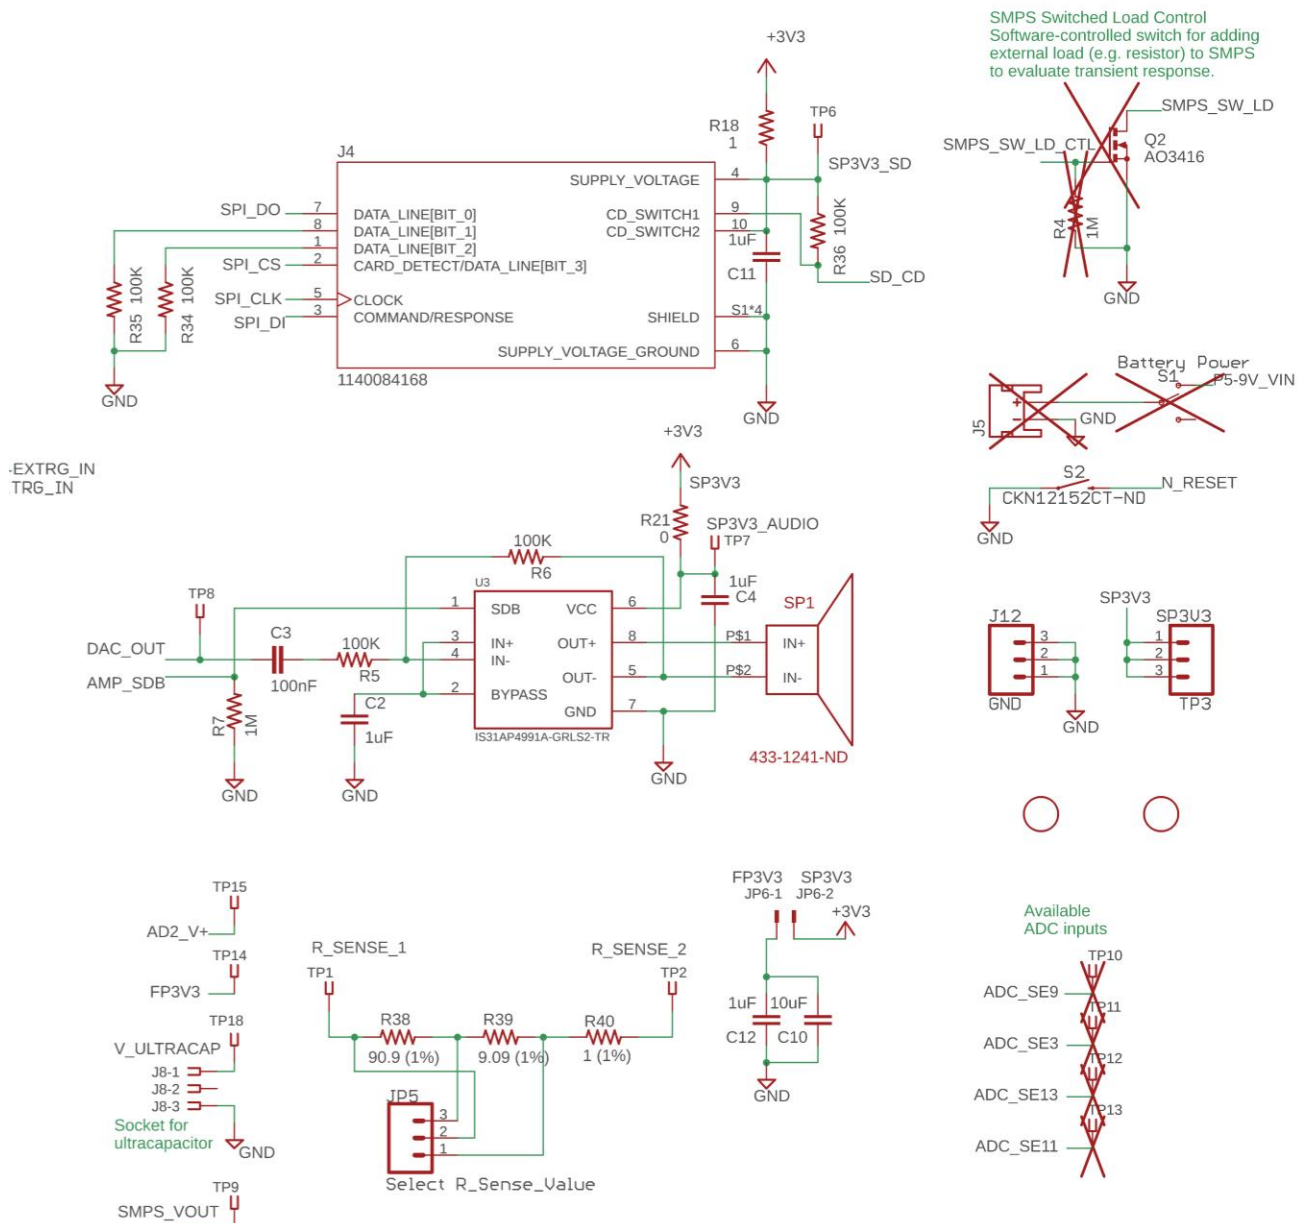 SMPS Switched Load Control
Software-controlled switch for adding
external load (e.g. resistor) to SMPS
to evaluate transient response.
SMPS_SW_LD
SMPS_SW_LD_CTL
Q2
AO3416
R4
1M
GND
+3V3
R18
1
TP6
SP3V3_SD
J4
SUPPLY_VOLTAGE
4
SPI_DO
7
DATA_LINE[BIT_0]
CD_SWITCH1
9
8
DATA_LINE[BIT_1]
CD_SWITCH2
10
1
DATA_LINE[BIT_2]
SPI_CS
2
CARD_DETECT/DATA_LINE[BIT_3]
SPI_CLK
5
CLOCK
SPI_DI
3
COMMAND/RESPONSE
SHIELD
S1*4
SUPPLY_VOLTAGE_GROUND
6
1140084168
1uF
C11
R36 100K
SD_CD
GND
R35 100K
R34 100K
GND
Battery Power
S1
P5-9V_VIN
J5
+
-
GND
S2
CKN12152CT-ND
N_RESET
GND
-EXTRG_IN
TRG_IN
+3V3
SP3V3
R21
0
SP3V3_AUDIO
TP7
100K
R6
1uF
C4
U3
1
SDB
VCC
6
3
IN+
OUT+
8
4
IN-
OUT-
5
2
BYPASS
GND
7
IS31AP4991A-GRLS2-TR
GND
SP1
P$1
IN+
P$2
IN-
433-1241-ND
TP8
DAC_OUT
AMP_SDB
C3
100nF
100K
R5
R7
1M
GND
C2
1uF
GND
J12
3
2
1
GND
GND
SP3V3
SP3V3
1
2
3
TP3
TP15
AD2_V+
TP14
FP3V3
TP18
V_ULTRACAP
J8-1
J8-2
J8-3
Socket for
ultracapacitor
GND
TP9
SMPS_VOUT
R_SENSE_1
TP1
R_SENSE_2
TP2
R38
90.9 (1%)
R39
9.09 (1%)
R40
1 (1%)
JP5
3
2
1
Select R_Sense_Value
FP3V3
SP3V3
JP6-1
JP6-2
+3V3
1uF
10uF
C12
C10
GND
Available
ADC inputs
TP10
ADC_SE9
TP11
ADC_SE3
TP12
ADC_SE13
TP13
ADC_SE11